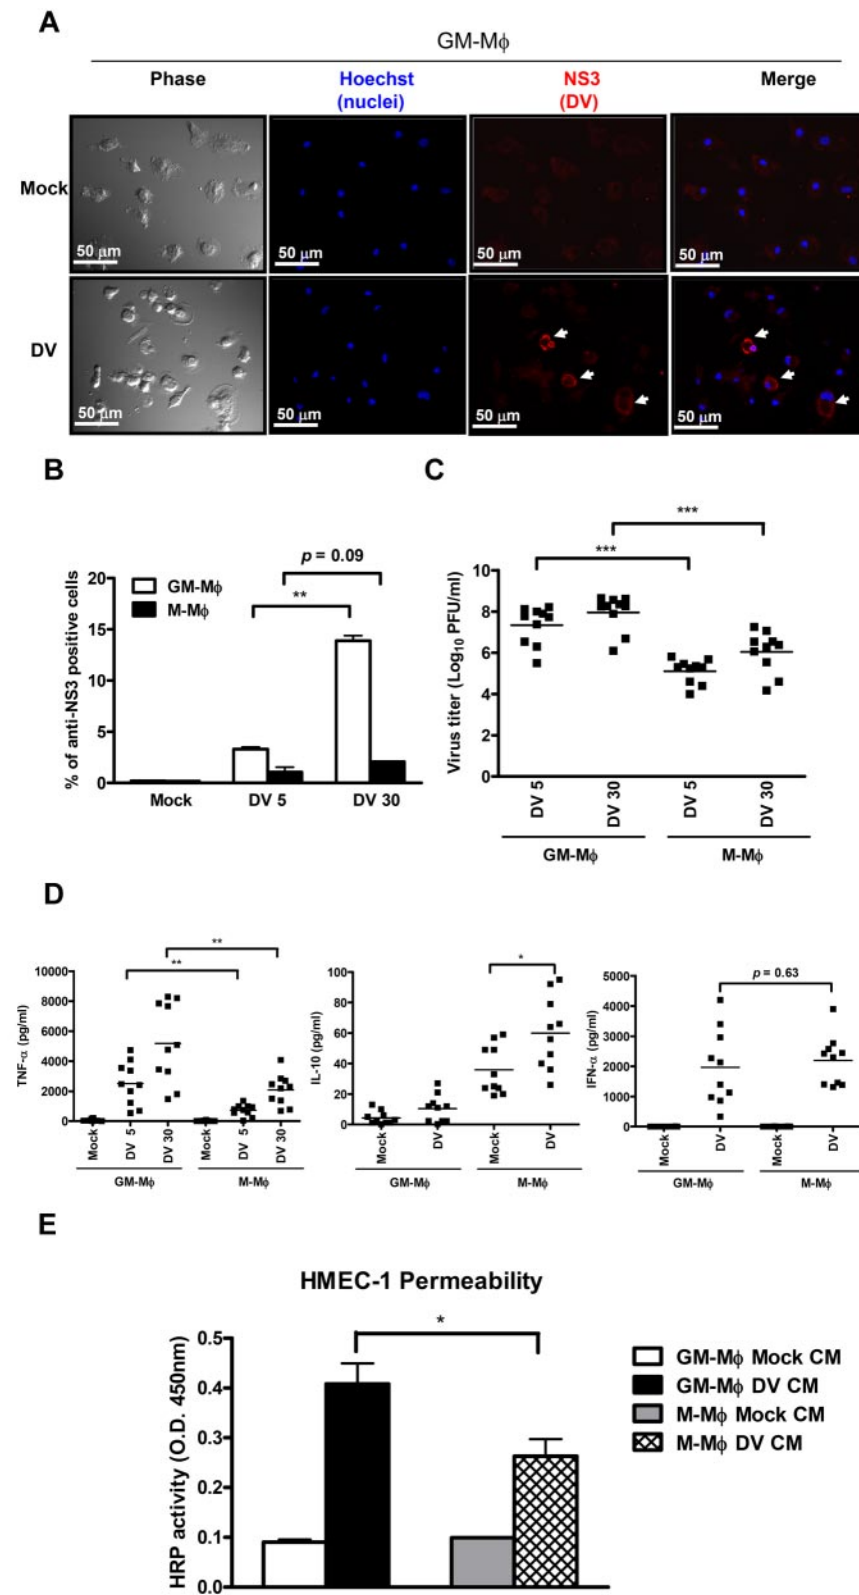 A
GM-Mϕ
Phase
Hoechst
(nuclei)
NS3
(DV)
Merge
Mock
50 μm
50 μm
50 μm
50 μm
DV
50 μm
50 μm
50 μm
50 μm
B
% of anti-NS3 positive cells
20
15
10
5
0
GM-Mϕ
M-Mϕ
**
p = 0.09
Mock
DV 5
DV 30
C
Virus titer (Log10 PFU/ml)
10
8
6
4
2
0
***
***
DV 5
DV 30
DV 5
DV 30
GM-Mϕ
M-Mϕ
D
TNF-α (pg/ml)
10000
8000
6000
4000
2000
0
**
**
Mock
DV 5
DV 30
Mock
DV 5
DV 30
GM-Mϕ
M-Mϕ
IL-10 (pg/ml)
100
80
60
40
20
0
*
Mock
DV
Mock
DV
GM-Mϕ
M-Mϕ
IFN-α (pg/ml)
5000
4000
3000
2000
1000
0
p = 0.63
Mock
DV
Mock
DV
GM-Mϕ
M-Mϕ
E
HMEC-1 Permeability
HRP activity (O.D. 450nm)
0.5
0.4
0.3
0.2
0.1
0.0
*
GM-Mϕ Mock CM
GM-Mϕ DV CM
M-Mϕ Mock CM
M-Mϕ DV CM